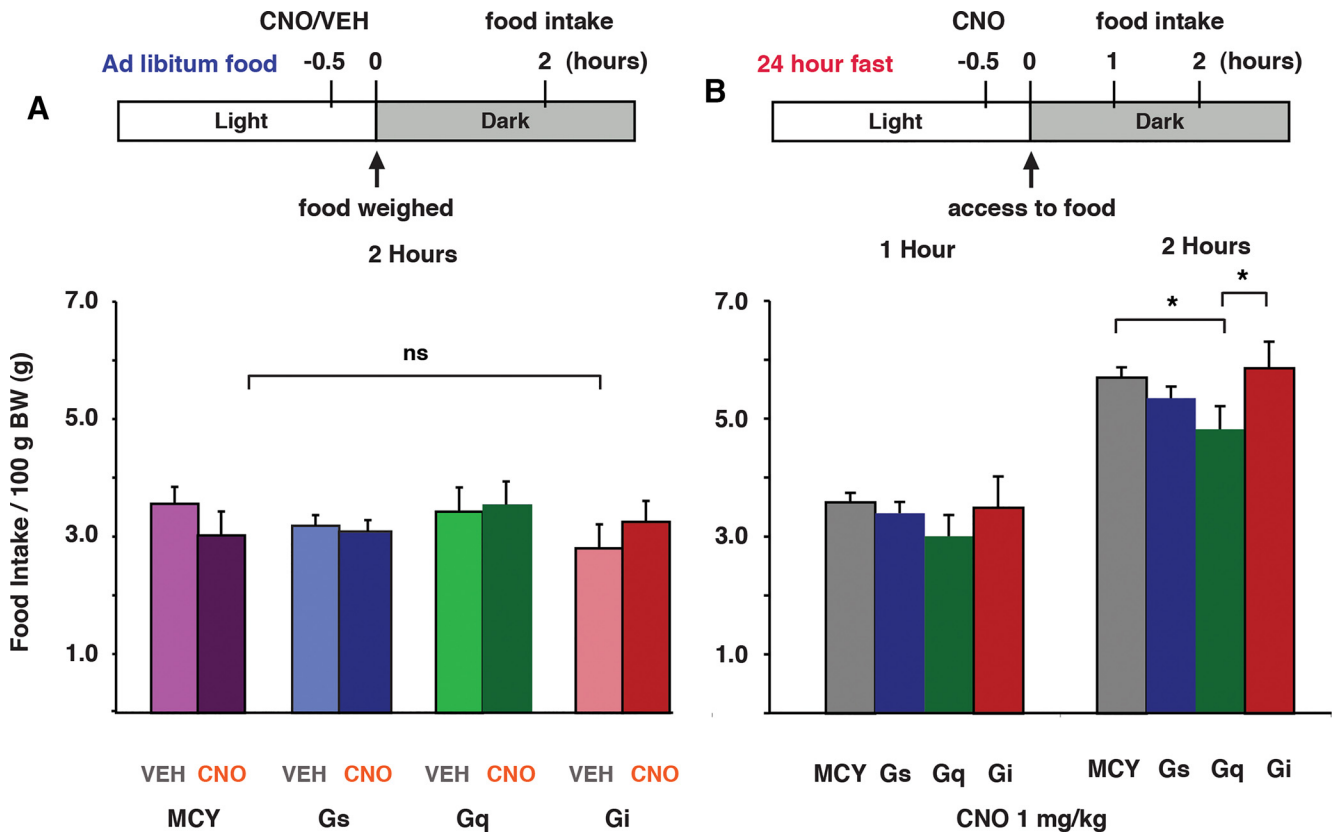 CNO/VEH food intake
Ad libitum food -0.5 0 2 (hours)
A
Light Dark
food weighed
2 Hours
7.0
5.0
3.0
1.0
Food Intake / 100 g BW (g)
ns
VEH CNO VEH CNO VEH CNO VEH CNO
MCY Gs Gq Gi
CNO food intake
24 hour fast -0.5 0 1 2 (hours)
B
Light Dark
access to food
1 Hour 2 Hours
7.0
5.0
3.0
1.0
* *
MCY Gs Gq Gi MCY Gs Gq Gi
CNO 1 mg/kg